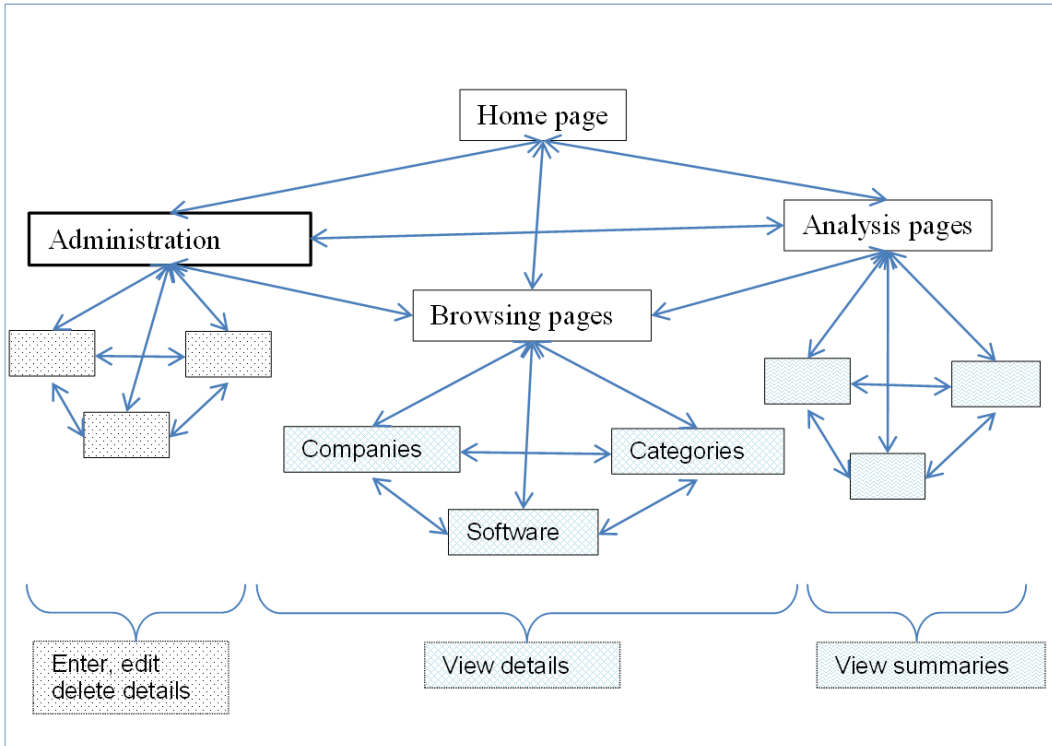 Home page
Administration
Analysis pages
Browsing pages
Companies
Categories
Software
Enter, edit
delete details
View details
View summaries